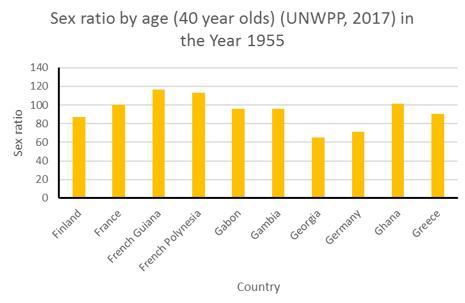 Sex ratio by age (40 year olds) (UNWPP, 2017) in
the Year 1955
140
120
100
80
60
40
20
0
Sex ratio
Finland
France
French Guiana
French Polynesia
Gabon
Gambia
Georgia
Germany
Ghana
Greece
Country